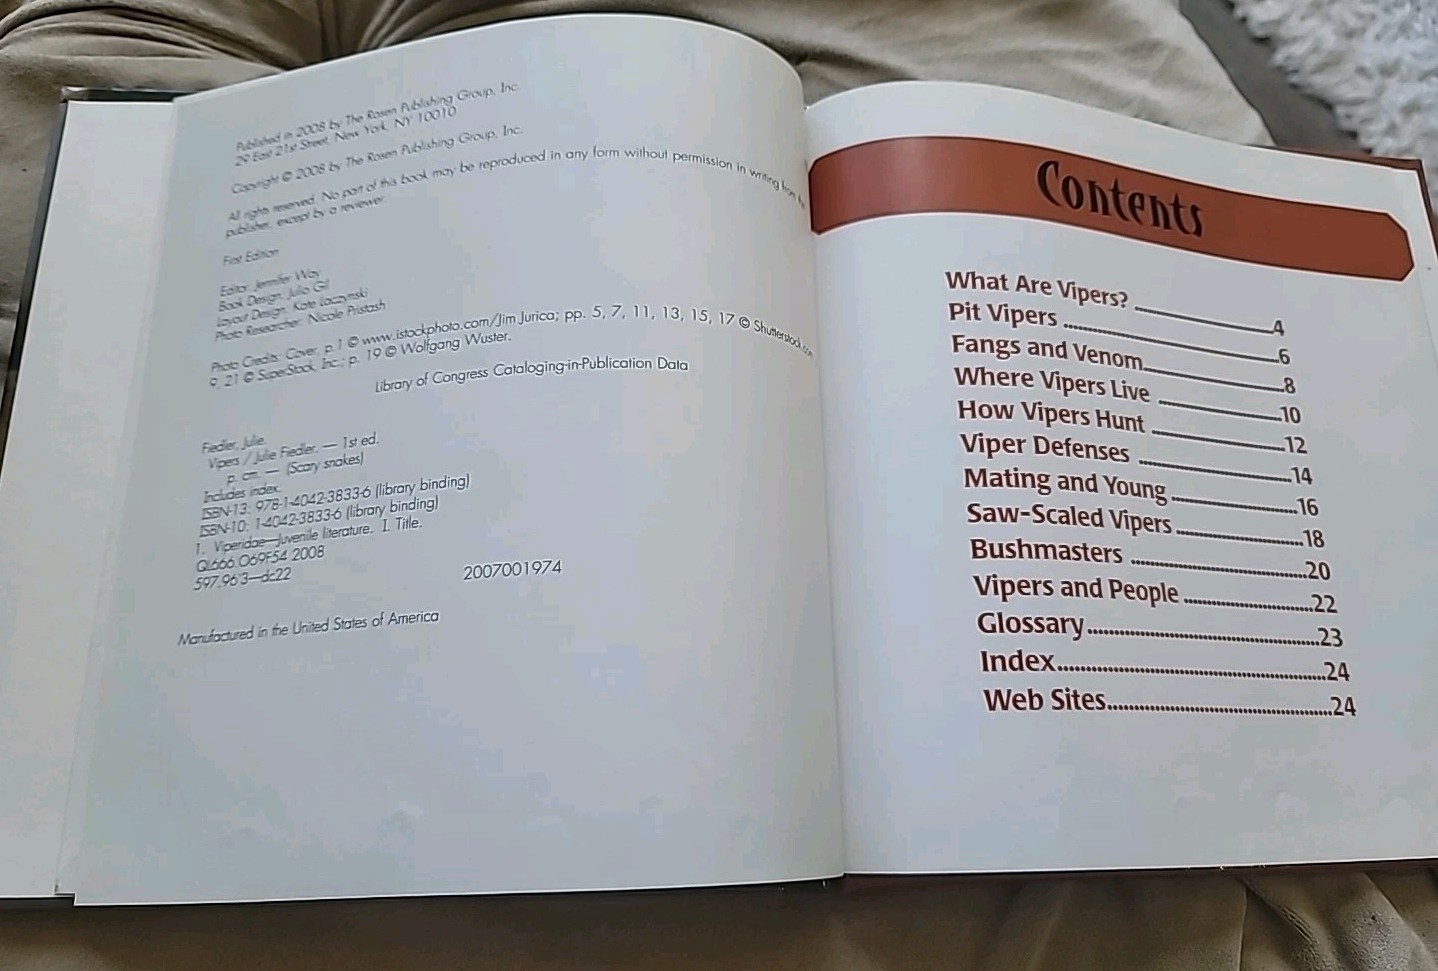 Published in 2008 by The Rosen Publishing Group, Inc.
29 East 21st Street, New York, NY 10010
Copyright © 2008 by The Rosen Publishing Group, Inc.
All rights reserved. No part of this book may be reproduced in any form without permission in writing from the
publisher, except by a reviewer.
First Edition
Editor: Jennifer Way
Book Design: Julio Gil
Layout Design: Kate Laczynski
Photo Researcher: Nicole Pristash
Photo Credits: Cover, p.1 © www.istockphoto.com/Jim Jurica; pp. 5, 7, 11, 13, 15, 17 © Shutterstock.com
9, 21 © SuperStock, Inc.; p. 19 © Wolfgang Wuster.
Library of Congress Cataloging-in-Publication Data
Fiedler, Julie.
Vipers / Julie Fiedler. — 1st ed.
p. cm. — (Scary snakes)
Includes index.
ISBN-13: 978-1-4042-3833-6 (library binding)
ISBN-10: 1-4042-3833-6 (library binding)
1. Viperidae—Juvenile literature. I. Title.
QL666.O69F54 2008
597.96'3—dc22
2007001974
Manufactured in the United States of America
Contents
What Are Vipers? 4
Pit Vipers 6
Fangs and Venom 8
Where Vipers Live 10
How Vipers Hunt 12
Viper Defenses 14
Mating and Young 16
Saw-Scaled Vipers 18
Bushmasters 20
Vipers and People 22
Glossary 23
Index 24
Web Sites 24